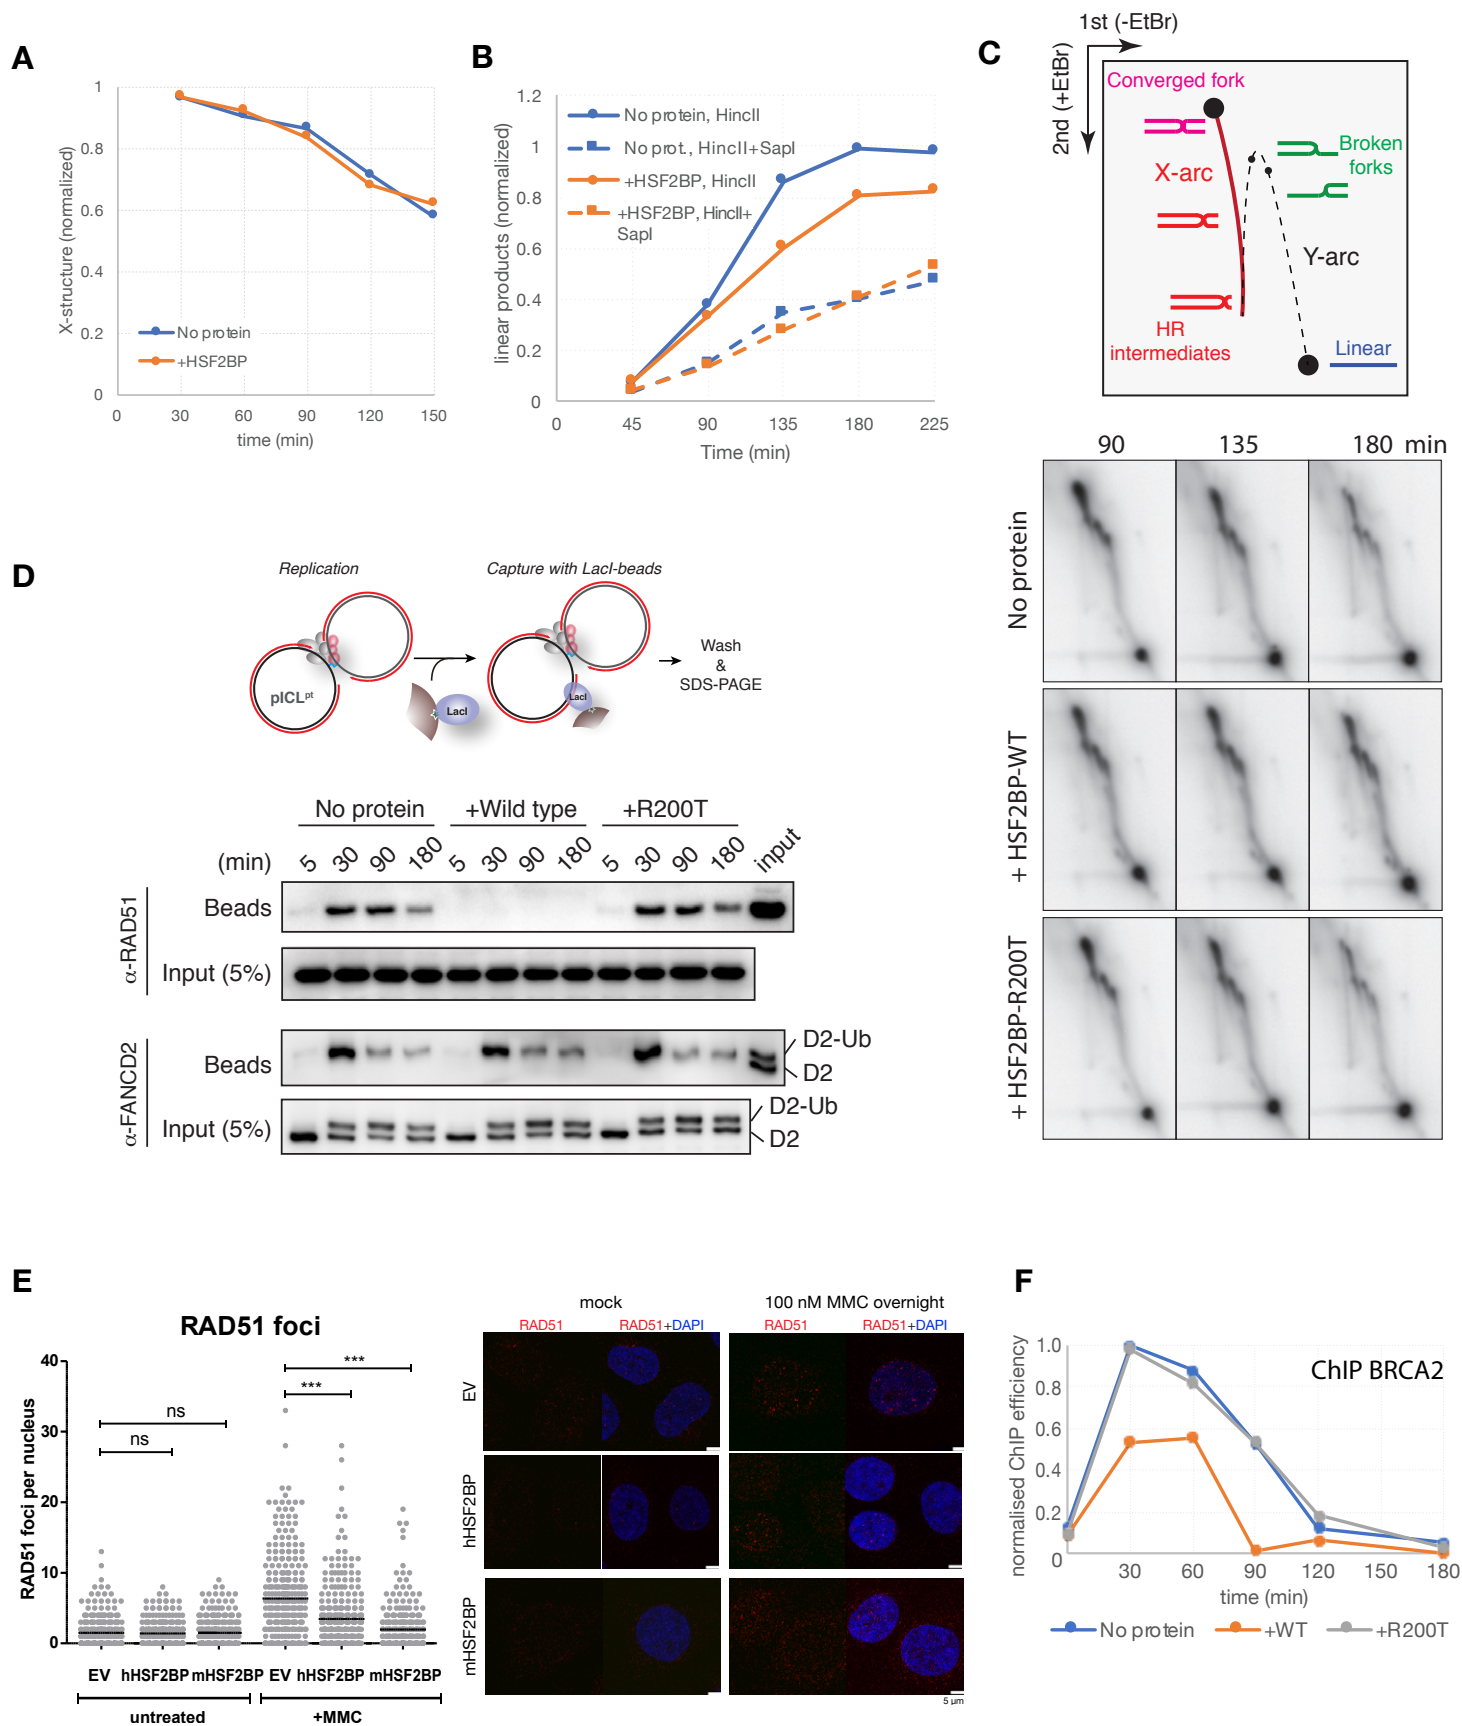 A
1
0.8
0.6
0.4
0.2
0
X-structure (normalized)
No protein
+HSF2BP
0
30
60
90
120
150
time (min)
B
1.2
1
0.8
0.6
0.4
0.2
0
linear products (normalized)
No protein, HincII
No prot., HincII+SapI
+HSF2BP, HincII
+HSF2BP, HincII+
SapI
0
45
90
135
180
225
Time (min)
C
1st (-EtBr)
2nd (+EtBr)
Converged fork
X-arc
Broken
forks
Y-arc
HR
intermediates
Linear
90
135
180 min
No protein
+ HSF2BP-WT
+ HSF2BP-R200T
D
Replication
Capture with LacI-beads
pICLpt
LacI
LacI
Wash
&
SDS-PAGE
No protein
+Wild type
+R200T
(min)
5 30 90 180 5 30 90 180 5 30 90 180 input
α-RAD51
Beads
Input (5%)
α-FANCD2
Beads
D2-Ub
D2
Input (5%)
D2-Ub
D2
E
RAD51 foci
40
30
20
10
0
RAD51 foci per nucleus
ns
ns
***
***
EV hHSF2BP mHSF2BP EV hHSF2BP mHSF2BP
untreated
+MMC
mock
100 nM MMC overnight
RAD51
RAD51+DAPI
RAD51
RAD51+DAPI
EV
hHSF2BP
mHSF2BP
5 µm
F
1.0
0.8
0.6
0.4
0.2
0
normalised ChIP efficiency
ChIP BRCA2
30
60
90
120
150
180
time (min)
No protein
+WT
+R200T